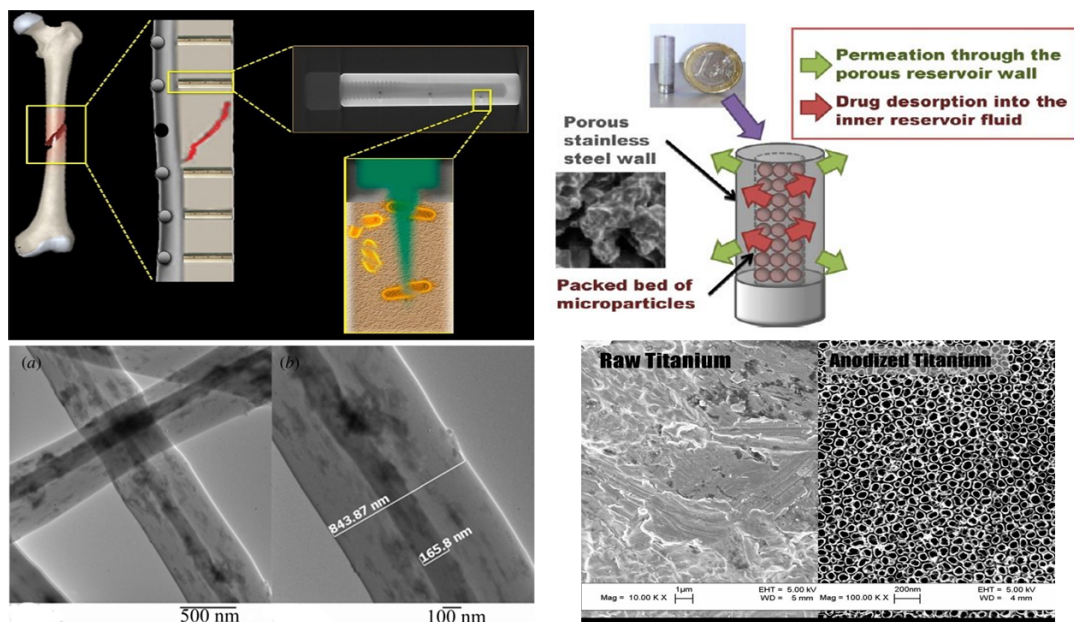 Permeation through the
porous reservoir wall
Drug desorption into the
inner reservoir fluid
Porous
stainless
steel wall
Packed bed of
microparticles
(a)
(b)
843.87 nm
165.8 nm
500 nm
100 nm
Raw Titanium
Anodized Titanium
Mag = 10.00 K X
1µm
EHT = 5.00 kV
WD = 5 mm
Mag = 100.00 K X
200nm
EHT = 5.00 kV
WD = 4 mm